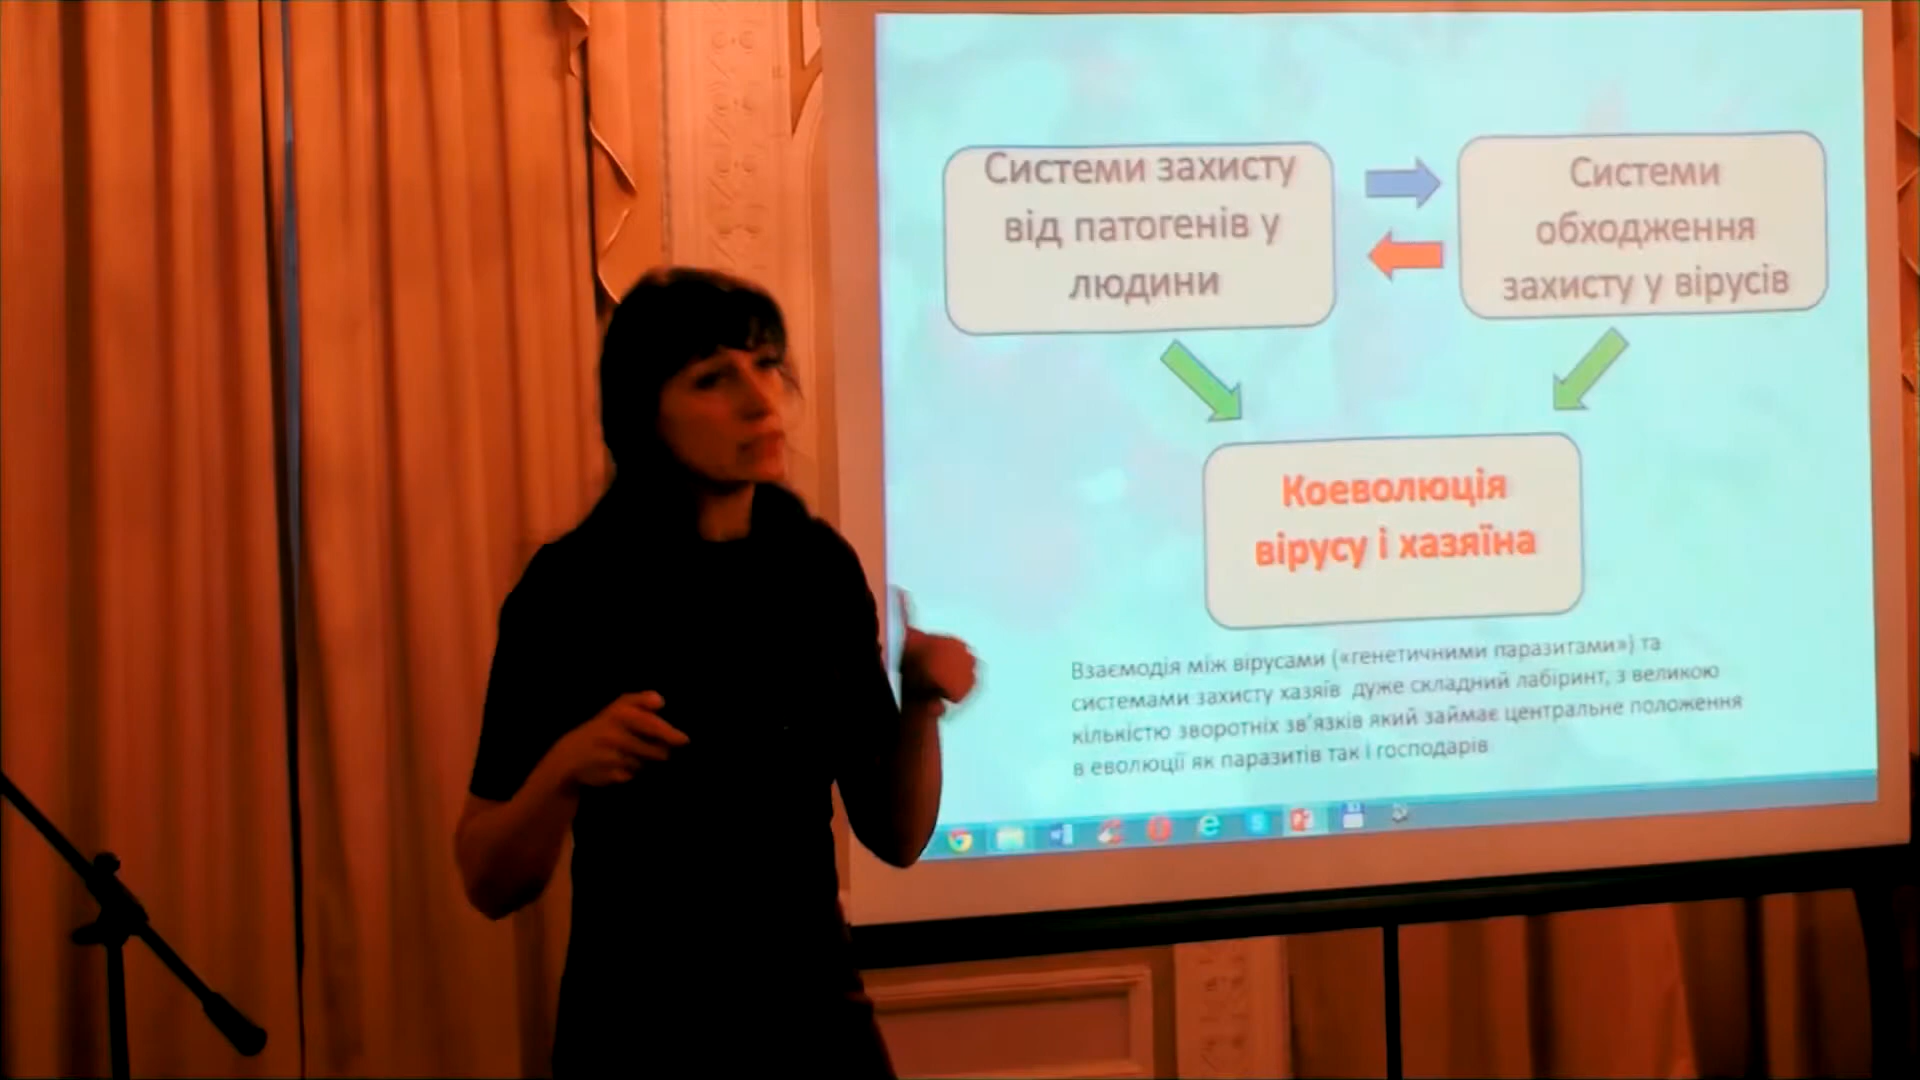 Системи захисту
від патогенів у
людини
Системи
обходження
захисту у вірусів
Коеволюція
вірусу і хазяїна
Взаємодія між вірусами («генетичними паразитами») та
системами захисту хазяїв дуже складний лабіринт, з великою
кількістю зворотніх зв'язків який займає центральне положення
в еволюції як паразитів так і господарів